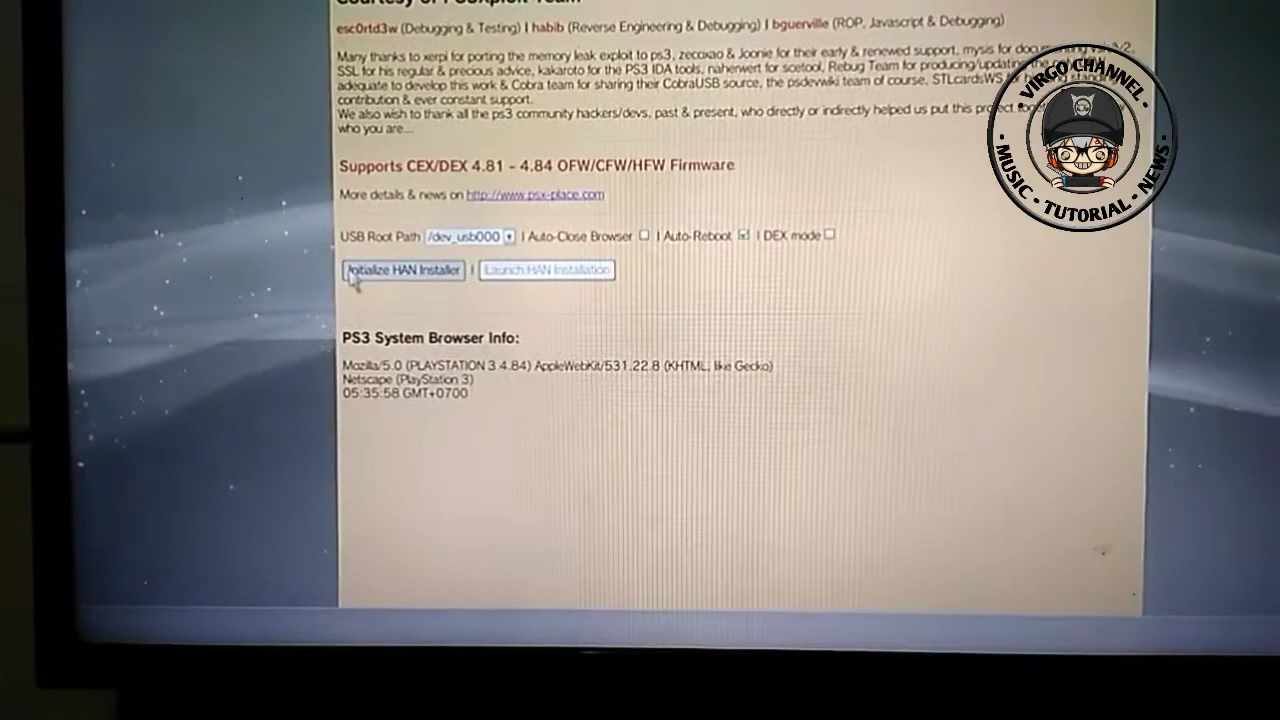 esc0rtd3w (Debugging & Testing) I habib (Reverse Engineering & Debugging) I bguerville (ROP, Javascript & Debugging)
Many thanks to xerpi for porting the memory leak exploit to ps3, zecoxao & Joonie for their early & renewed support, mysis for
SSL for his regular & precious advice, kakaroto for the PS3 IDA tools, naherwert for scetool, Rebug Team for producing/updating
adequate to develop this work & Cobra team for sharing their CobraUSB source, the psdevwiki team of course, STLcardsWS
contribution & ever constant support.
We also wish to thank all the ps3 community hackers/devs, past & present, who directly or indirectly helped us put this project
who you are...
Supports CEX/DEX 4.81 - 4.84 OFW/CFW/HFW Firmware
More details & news on http://www.psx-place.com
USB Root Path /dev_usb000 I Auto-Close Browser I Auto-Reboot I DEX mode
Initialize HAN Installer I Launch HAN Installation
PS3 System Browser Info:
Mozilla/5.0 (PLAYSTATION 3 4.84) AppleWebKit/531.22.8 (KHTML, like Gecko)
Netscape (PlayStation 3)
05:35:58 GMT+0700
VIRGO CHANNEL
• MUSIC • TUTORIAL • NEWS •